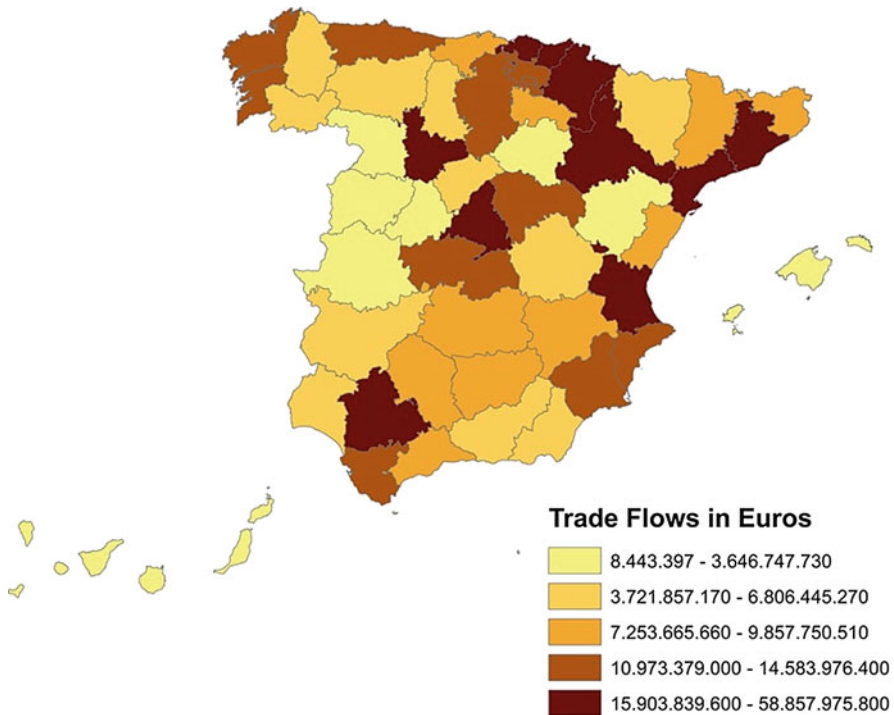 Trade Flows in Euros
8.443.397 - 3.646.747.730
3.721.857.170 - 6.806.445.270
7.253.665.660 - 9.857.750.510
10.973.379.000 - 14.583.976.400
15.903.839.600 - 58.857.975.800